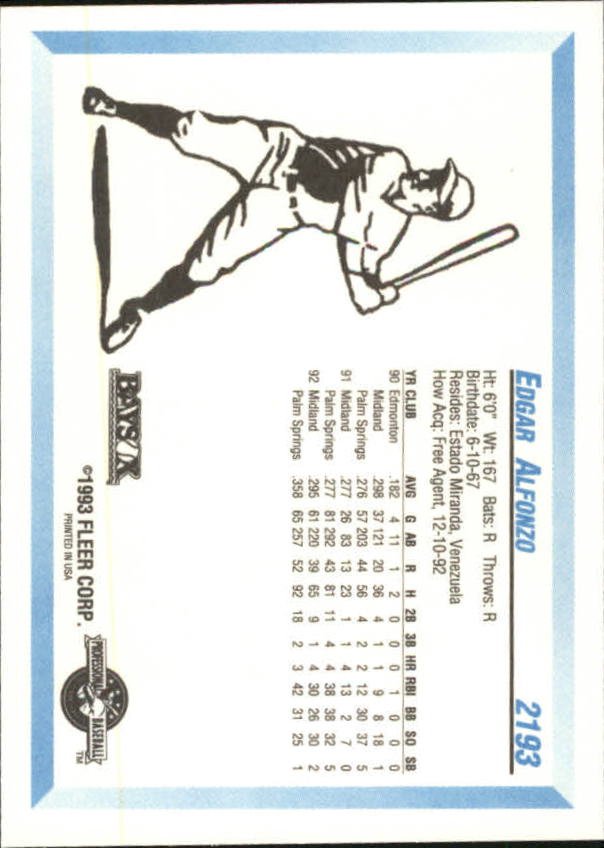 EDGAR ALFONZO 2193
Ht: 6'0" Wt: 167 Bats: R Throws: R
Birthdate: 6-10-67
Resides: Estado Miranda, Venezuela
How Acq: Free Agent, 12-10-92
YR CLUB AVG G AB R H 2B 3B HR RBI BB SO SB
90 Edmonton .182 4 11 1 2 0 0 0 1 0 0 0
Midland .298 37 121 20 36 4 1 1 9 8 18 1
Palm Springs .276 57 203 44 56 4 2 2 12 30 37 5
91 Midland .277 26 83 13 23 1 1 4 13 2 7 0
Palm Springs .277 81 292 43 81 11 4 4 38 38 32 5
92 Midland .295 61 220 39 65 9 1 4 30 26 30 2
Palm Springs .358 65 257 52 92 18 2 3 42 31 25 1
©1993 FLEER CORP.
PRINTED IN USA
PROFESSIONAL BASEBALL TM